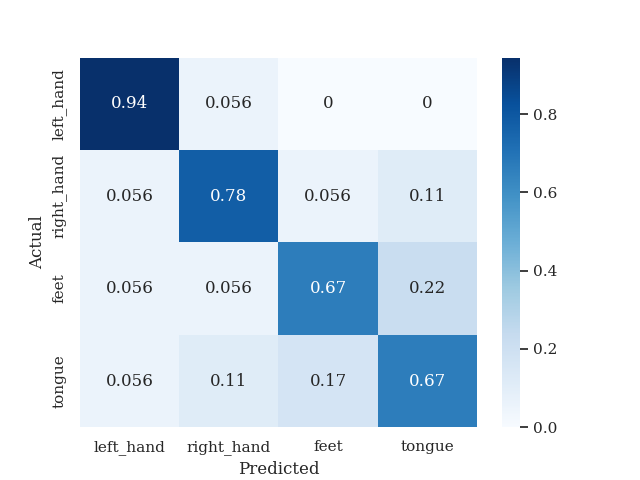 left_hand 0.94 0.056 0 0
right_hand 0.056 0.78 0.056 0.11
feet 0.056 0.056 0.67 0.22
tongue 0.056 0.11 0.17 0.67
left_hand right_hand feet tongue
Predicted
Actual
0.8
0.6
0.4
0.2
0.0